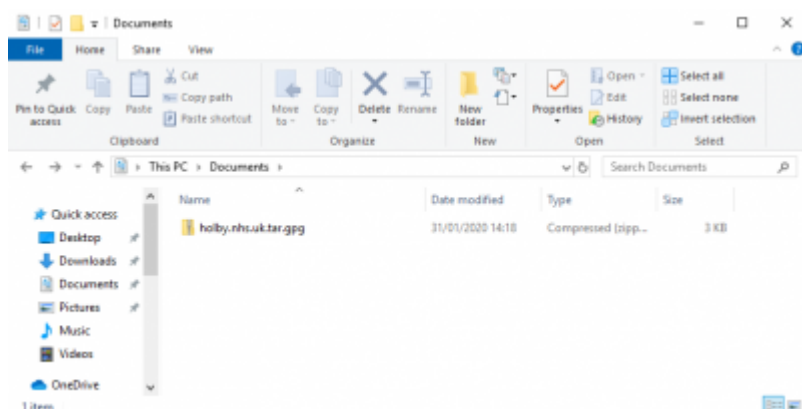 Documents
File Home Share View
Pin to Quick access Copy Paste Cut Copy path Paste shortcut Move to Copy to Delete Rename New folder Properties Open Edit History Select all Select none Invert selection
Clipboard Organize New Open Select
This PC Documents Search Documents
Name Date modified Type Size
Quick access
holby.nhs.uk.tar.gpg 31/01/2020 14:18 Compressed (zipp... 3 KB
Desktop
Downloads
Documents
Pictures
Music
Videos
OneDrive
1 item